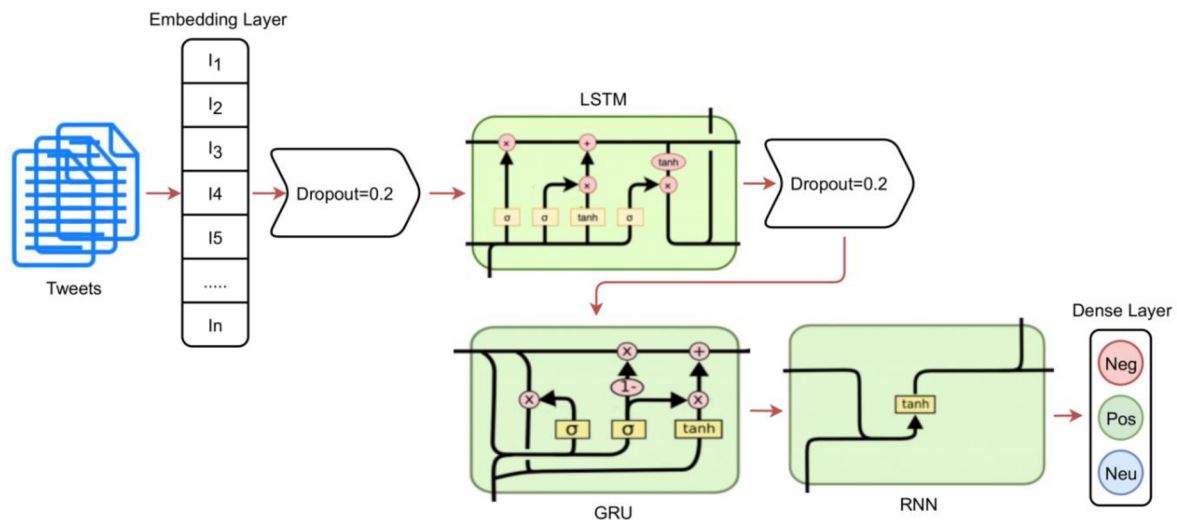 Embedding Layer
I1
I2
I3
I4
I5
.....
In
Tweets
Dropout=0.2
LSTM
×
+
tanh
×
×
σ
σ
tanh
σ
Dropout=0.2
X
+
1-
X
X
σ
σ
tanh
GRU
tanh
RNN
Dense Layer
Neg
Pos
Neu